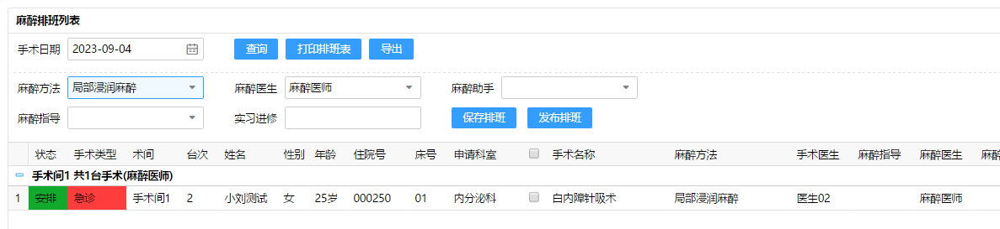 麻醉排班列表
手术日期 2023-09-04 查询 打印排班表 导出
麻醉方法 局部浸润麻醉 麻醉医生 麻醉医师 麻醉助手
麻醉指导 实习进修 保存排班 发布排班
状态 手术类型 术间 台次 姓名 性别 年龄 住院号 床号 申请科室 手术名称 麻醉方法 手术医生 麻醉指导 麻醉医生 麻醉
手术间1 共1台手术(麻醉医师)
1 安排 急诊 手术间1 2 小刘测试 女 25岁 000250 01 内分泌科 白内障针吸术 局部浸润麻醉 医生02 麻醉医师